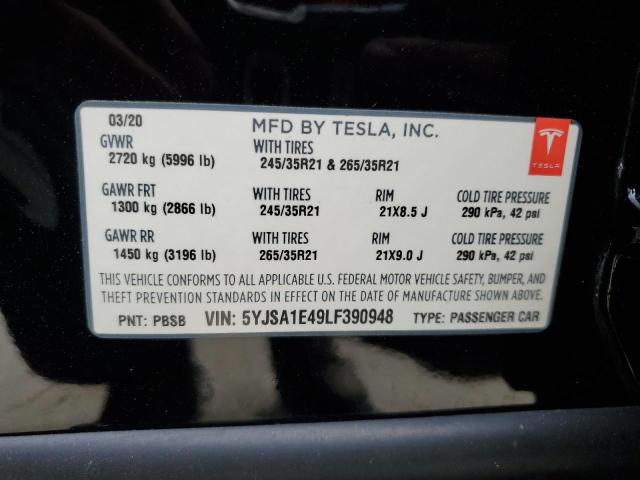 03/20 MFD BY TESLA, INC.
GVWR WITH TIRES
2720 kg (5996 lb) 245/35R21 & 265/35R21
TESLA
GAWR FRT WITH TIRES RIM COLD TIRE PRESSURE
1300 kg (2866 lb) 245/35R21 21X8.5 J 290 kPa, 42 psi
GAWR RR WITH TIRES RIM COLD TIRE PRESSURE
1450 kg (3196 lb) 265/35R21 21X9.0 J 290 kPa, 42 psi
THIS VEHICLE CONFORMS TO ALL APPLICABLE U.S. FEDERAL MOTOR VEHICLE SAFETY, BUMPER, AND
THEFT PREVENTION STANDARDS IN EFFECT ON THE DATE OF MANUFACTURE SHOWN ABOVE.
PNT: PBSB VIN: 5YJSA1E49LF390948 TYPE: PASSENGER CAR